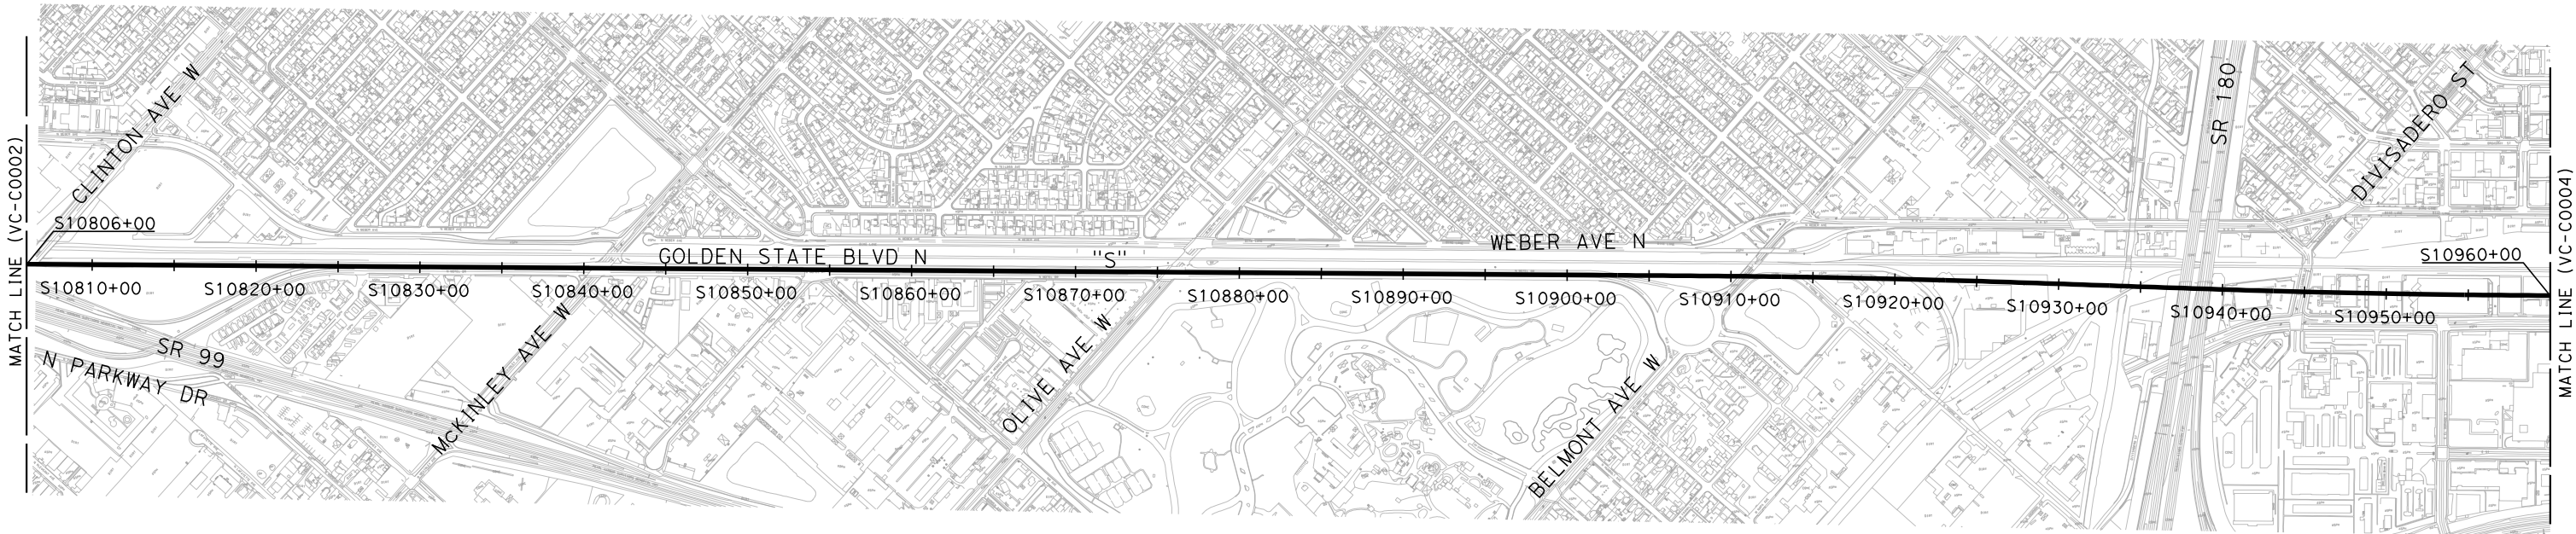 MATCH LINE (VC-C0002)
CLINTON AVE W
S10806+00
GOLDEN STATE BLVD N
"S"
WEBER AVE N
SR 180
DIVISADERO ST
S10960+00
MATCH LINE (VC-C0004)
S10810+00
S10820+00
S10830+00
S10840+00
S10850+00
S10860+00
S10870+00
S10880+00
S10890+00
S10900+00
S10910+00
S10920+00
S10930+00
S10940+00
S10950+00
SR 99
N PARKWAY DR
McKINLEY AVE W
OLIVE AVE W
BELMONT AVE W